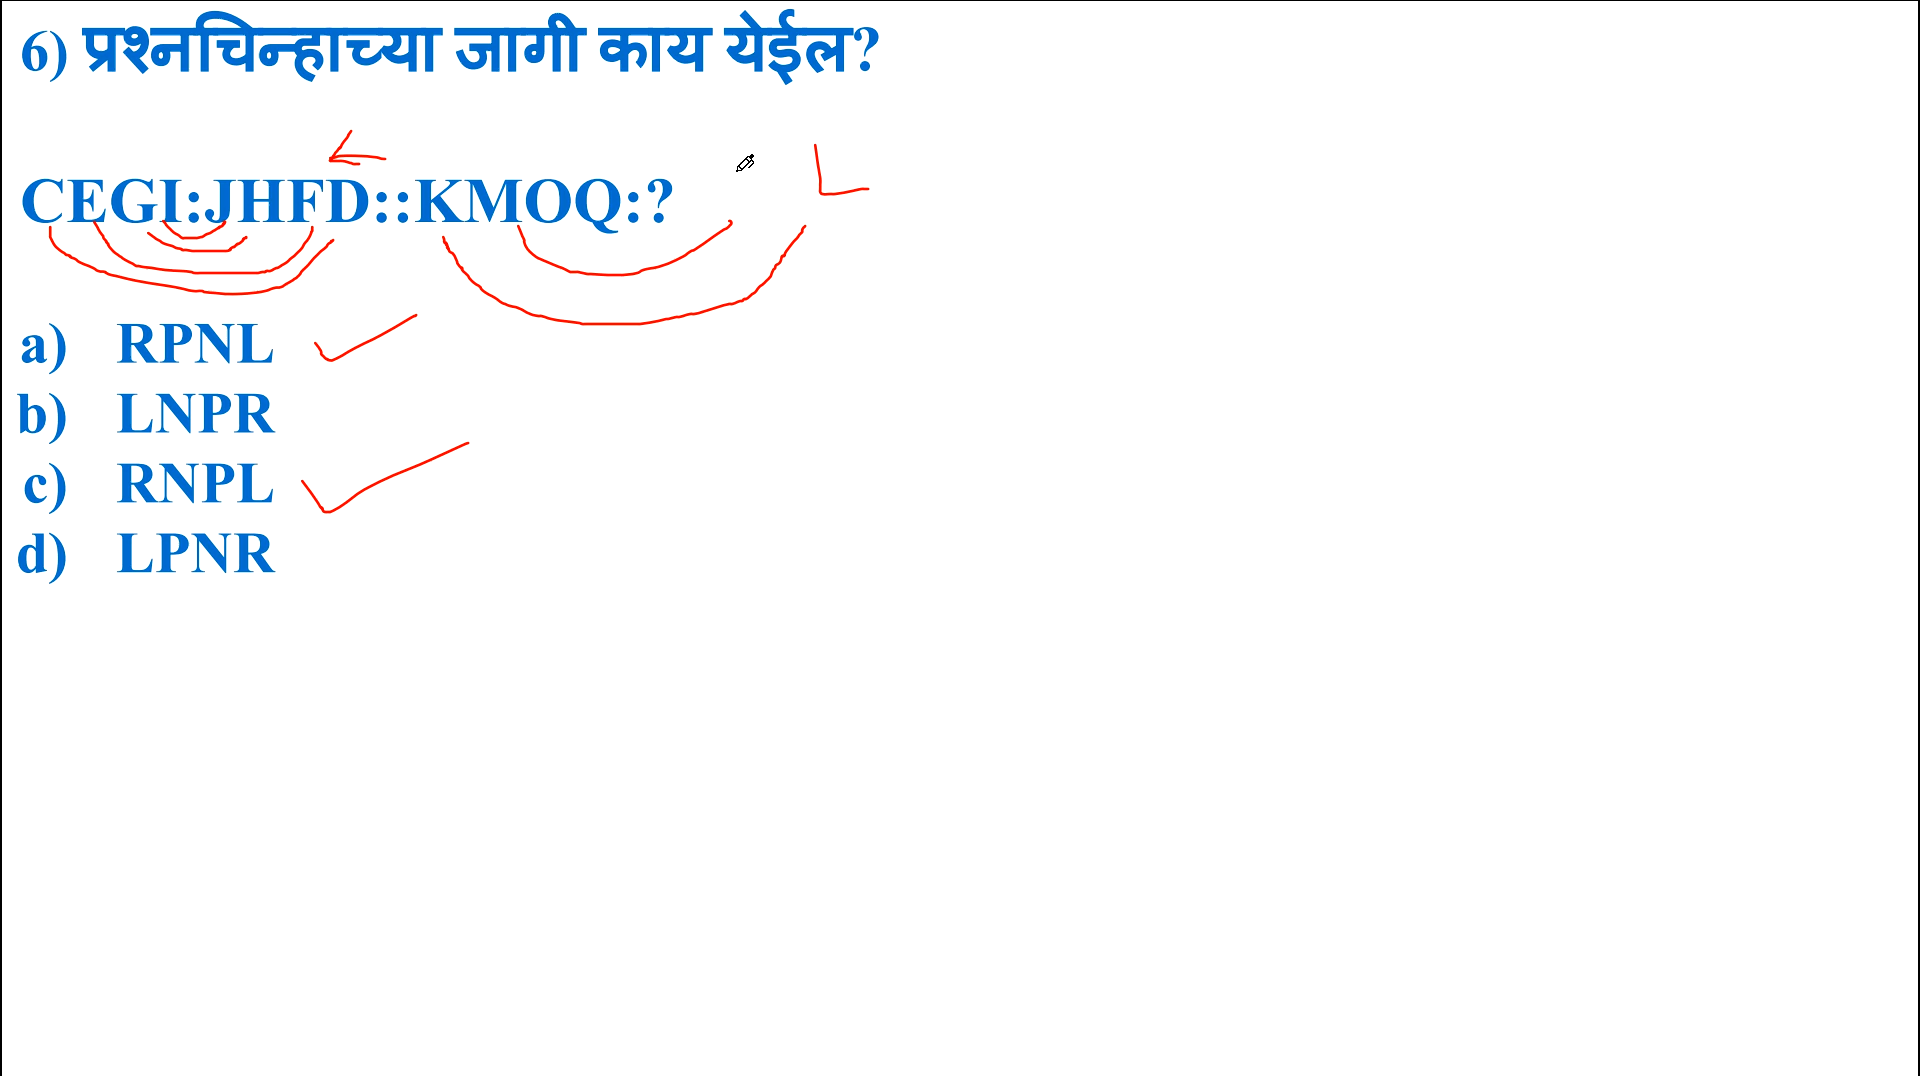 6) प्रश्नचिन्हाच्या जागी काय येईल?
CEGI:JHFD::KMOQ:? L
a) RPNL
b) LNPR
c) RNPL
d) LPNR